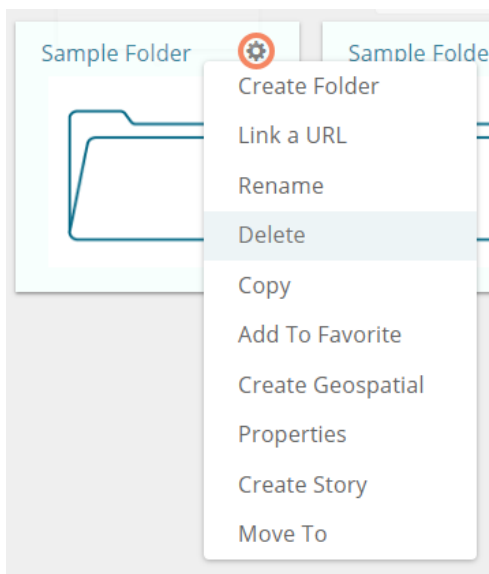 Sample Folder
Sample Folde
Create Folder
Link a URL
Rename
Delete
Copy
Add To Favorite
Create Geospatial
Properties
Create Story
Move To